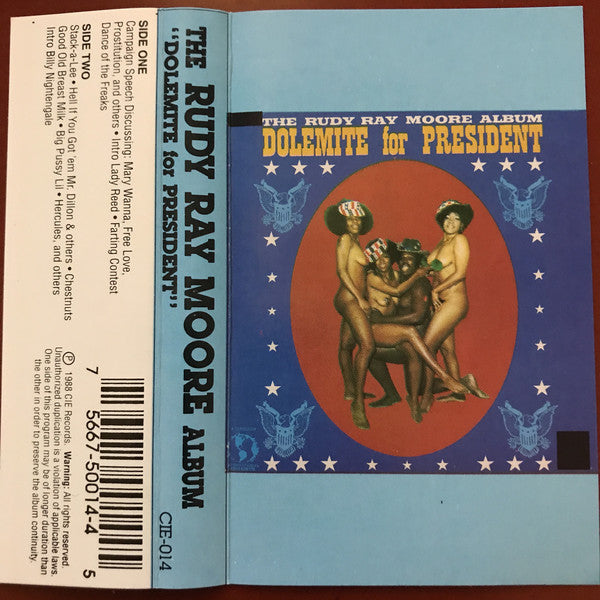 SIDE ONE
Campaign Speech Discussing: Mary Wanna, Free Love,
Prostitution, and others • Intro Lady Reed • Farting Contest
Dance of the Freaks
SIDE TWO
Stack-a-Lee • Hell If You Got 'em Mr. Dillon & others • Chestnuts
Good Old Breast Milk • Big Pussy Lil • Hercules, and others
Intro Billy Nightengale
Ⓟ 1988 CIE Records Warning: All rights reserved.
Unauthorized duplication is a violation of applicable laws.
One side of this program may be of longer duration than
the other in order to preserve the album continuity.
7 5667-50014-4 5
THE RUDY RAY MOORE ALBUM
"DOLEMITE for PRESIDENT"
CIE-014
THE RUDY RAY MOORE ALBUM
DOLEMITE for PRESIDENT